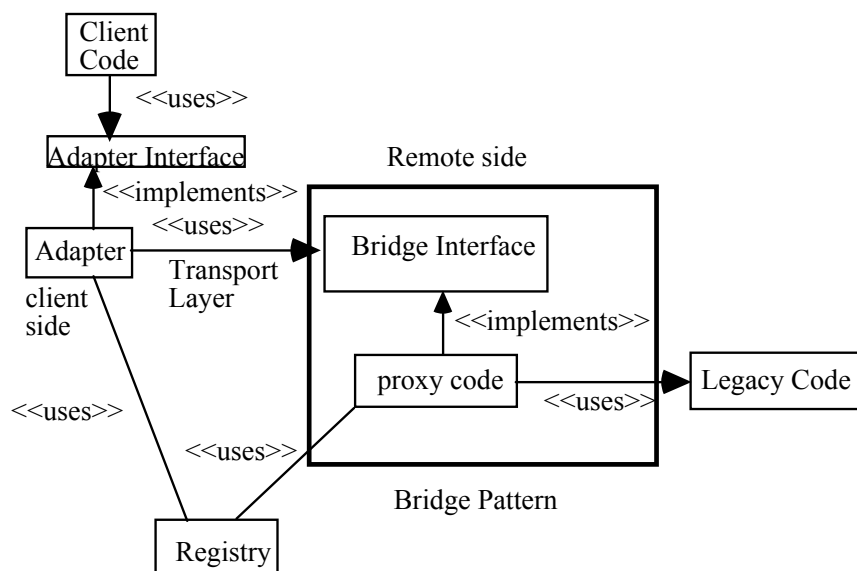 Client
Code
<<uses>>
Adapter Interface
Remote side
<<implements>>
<<uses>>
Adapter
Bridge Interface
Transport
Layer
client
side
<<implements>>
proxy code
Legacy Code
<<uses>>
<<uses>>
<<uses>>
Bridge Pattern
Registry